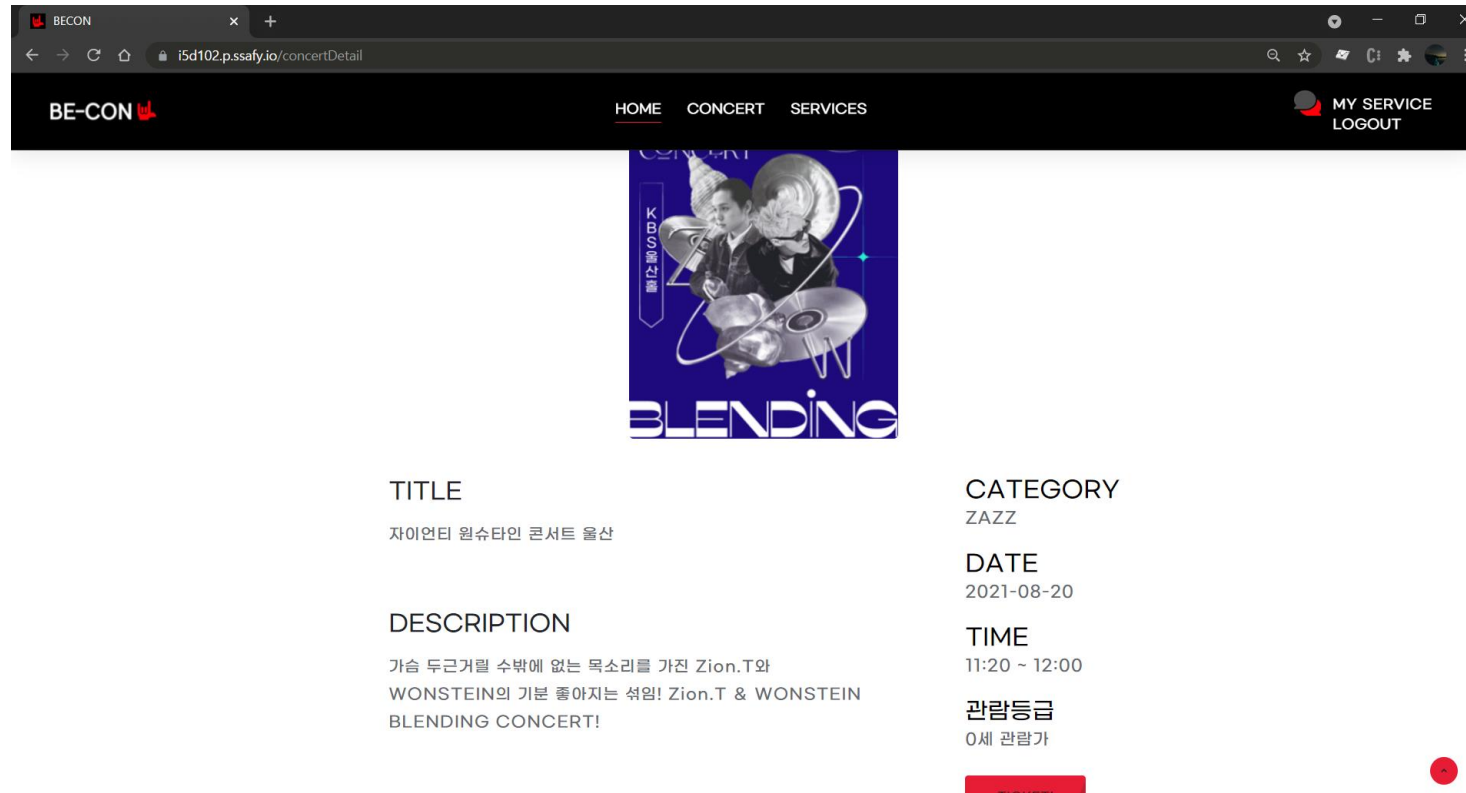 BECON
i5d102.p.ssafy.io/concertDetail
BE-CON
HOME CONCERT SERVICES
MY SERVICE
LOGOUT
CONCERT
KBS울산홀
BLENDING
TITLE
자이언티 원슈타인 콘서트 울산
DESCRIPTION
가슴 두근거릴 수밖에 없는 목소리를 가진 Zion.T와
WONSTEIN의 기분 좋아지는 섞임! Zion.T & WONSTEIN
BLENDING CONCERT!
CATEGORY
ZAZZ
DATE
2021-08-20
TIME
11:20 ~ 12:00
관람등급
0세 관람가